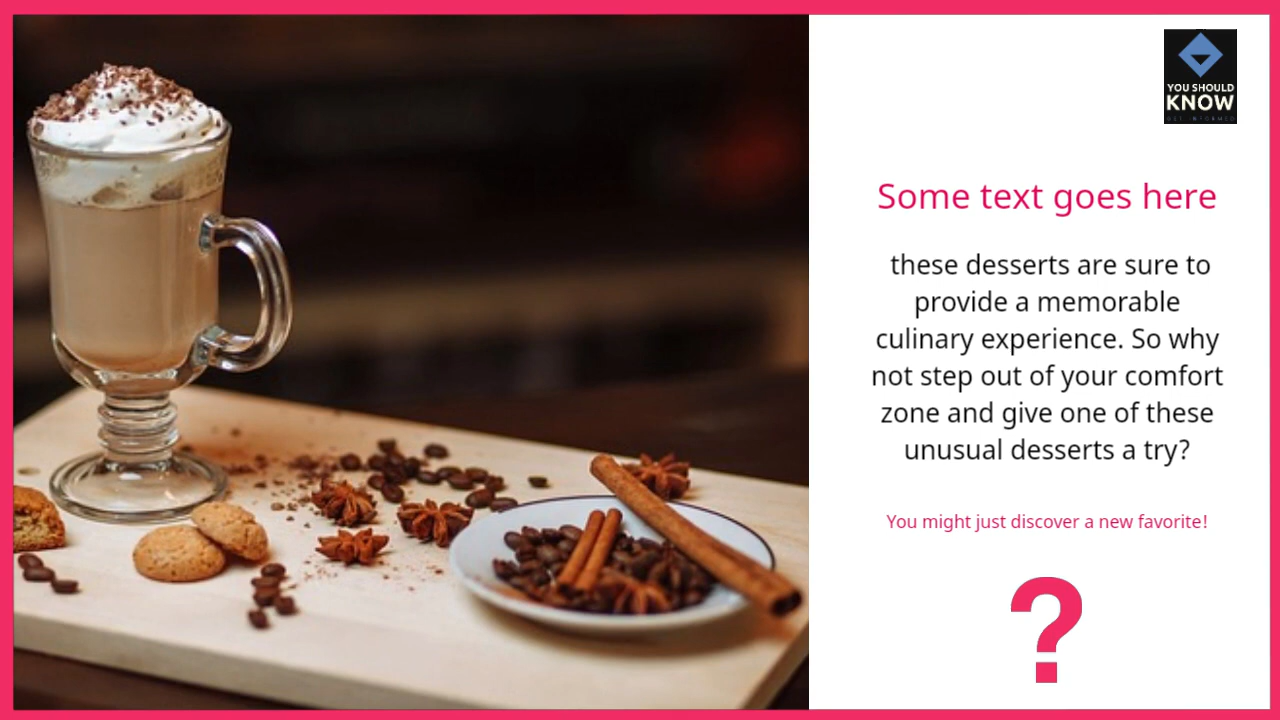 YOU SHOULD
KNOW
GET INFORMED
Some text goes here
these desserts are sure to
provide a memorable
culinary experience. So why
not step out of your comfort
zone and give one of these
unusual desserts a try?
You might just discover a new favorite!
?